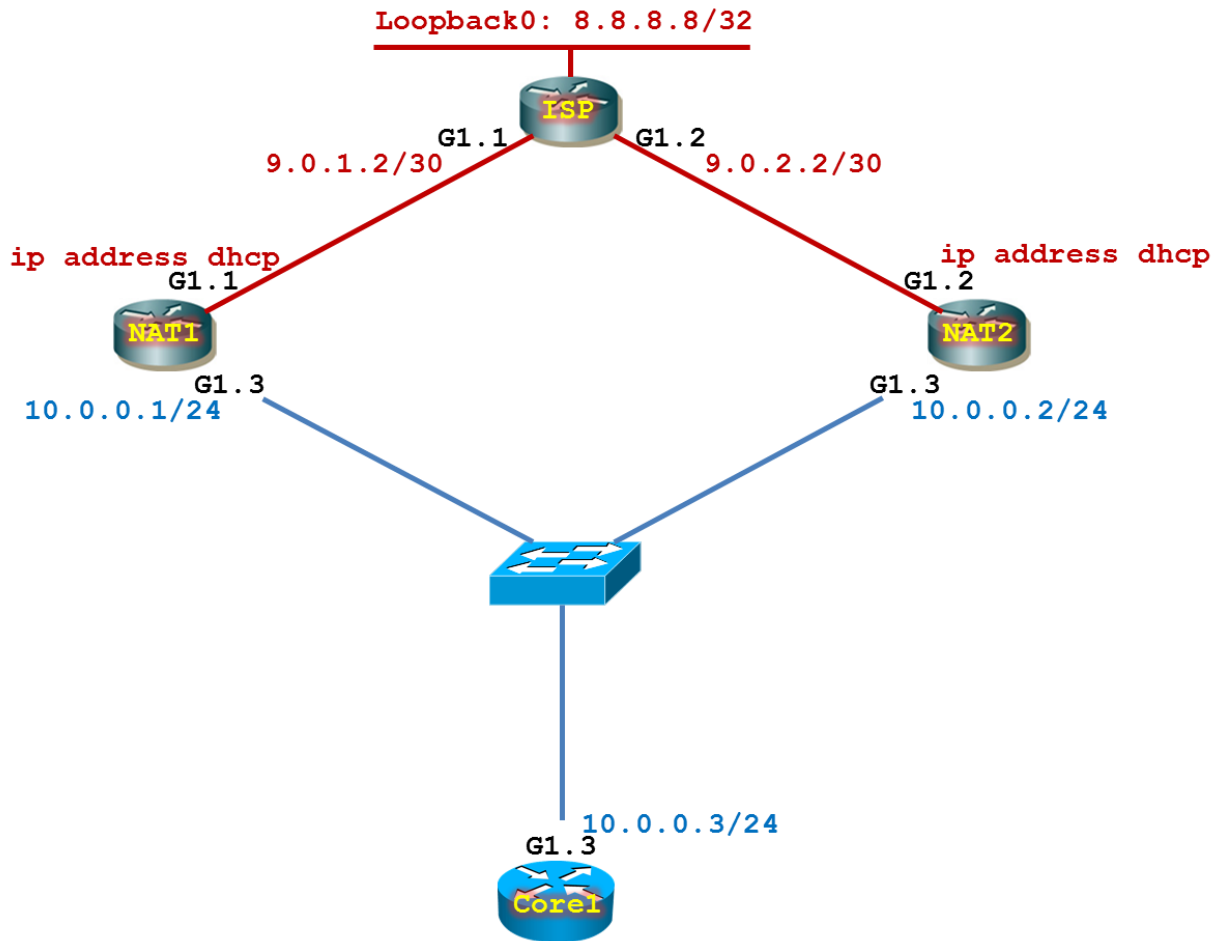 Loopback0: 8.8.8.8/32
ISP
G1.1
G1.2
9.0.1.2/30
9.0.2.2/30
ip address dhcp
ip address dhcp
G1.1
G1.2
NAT1
NAT2
G1.3
G1.3
10.0.0.1/24
10.0.0.2/24
10.0.0.3/24
G1.3
Core1